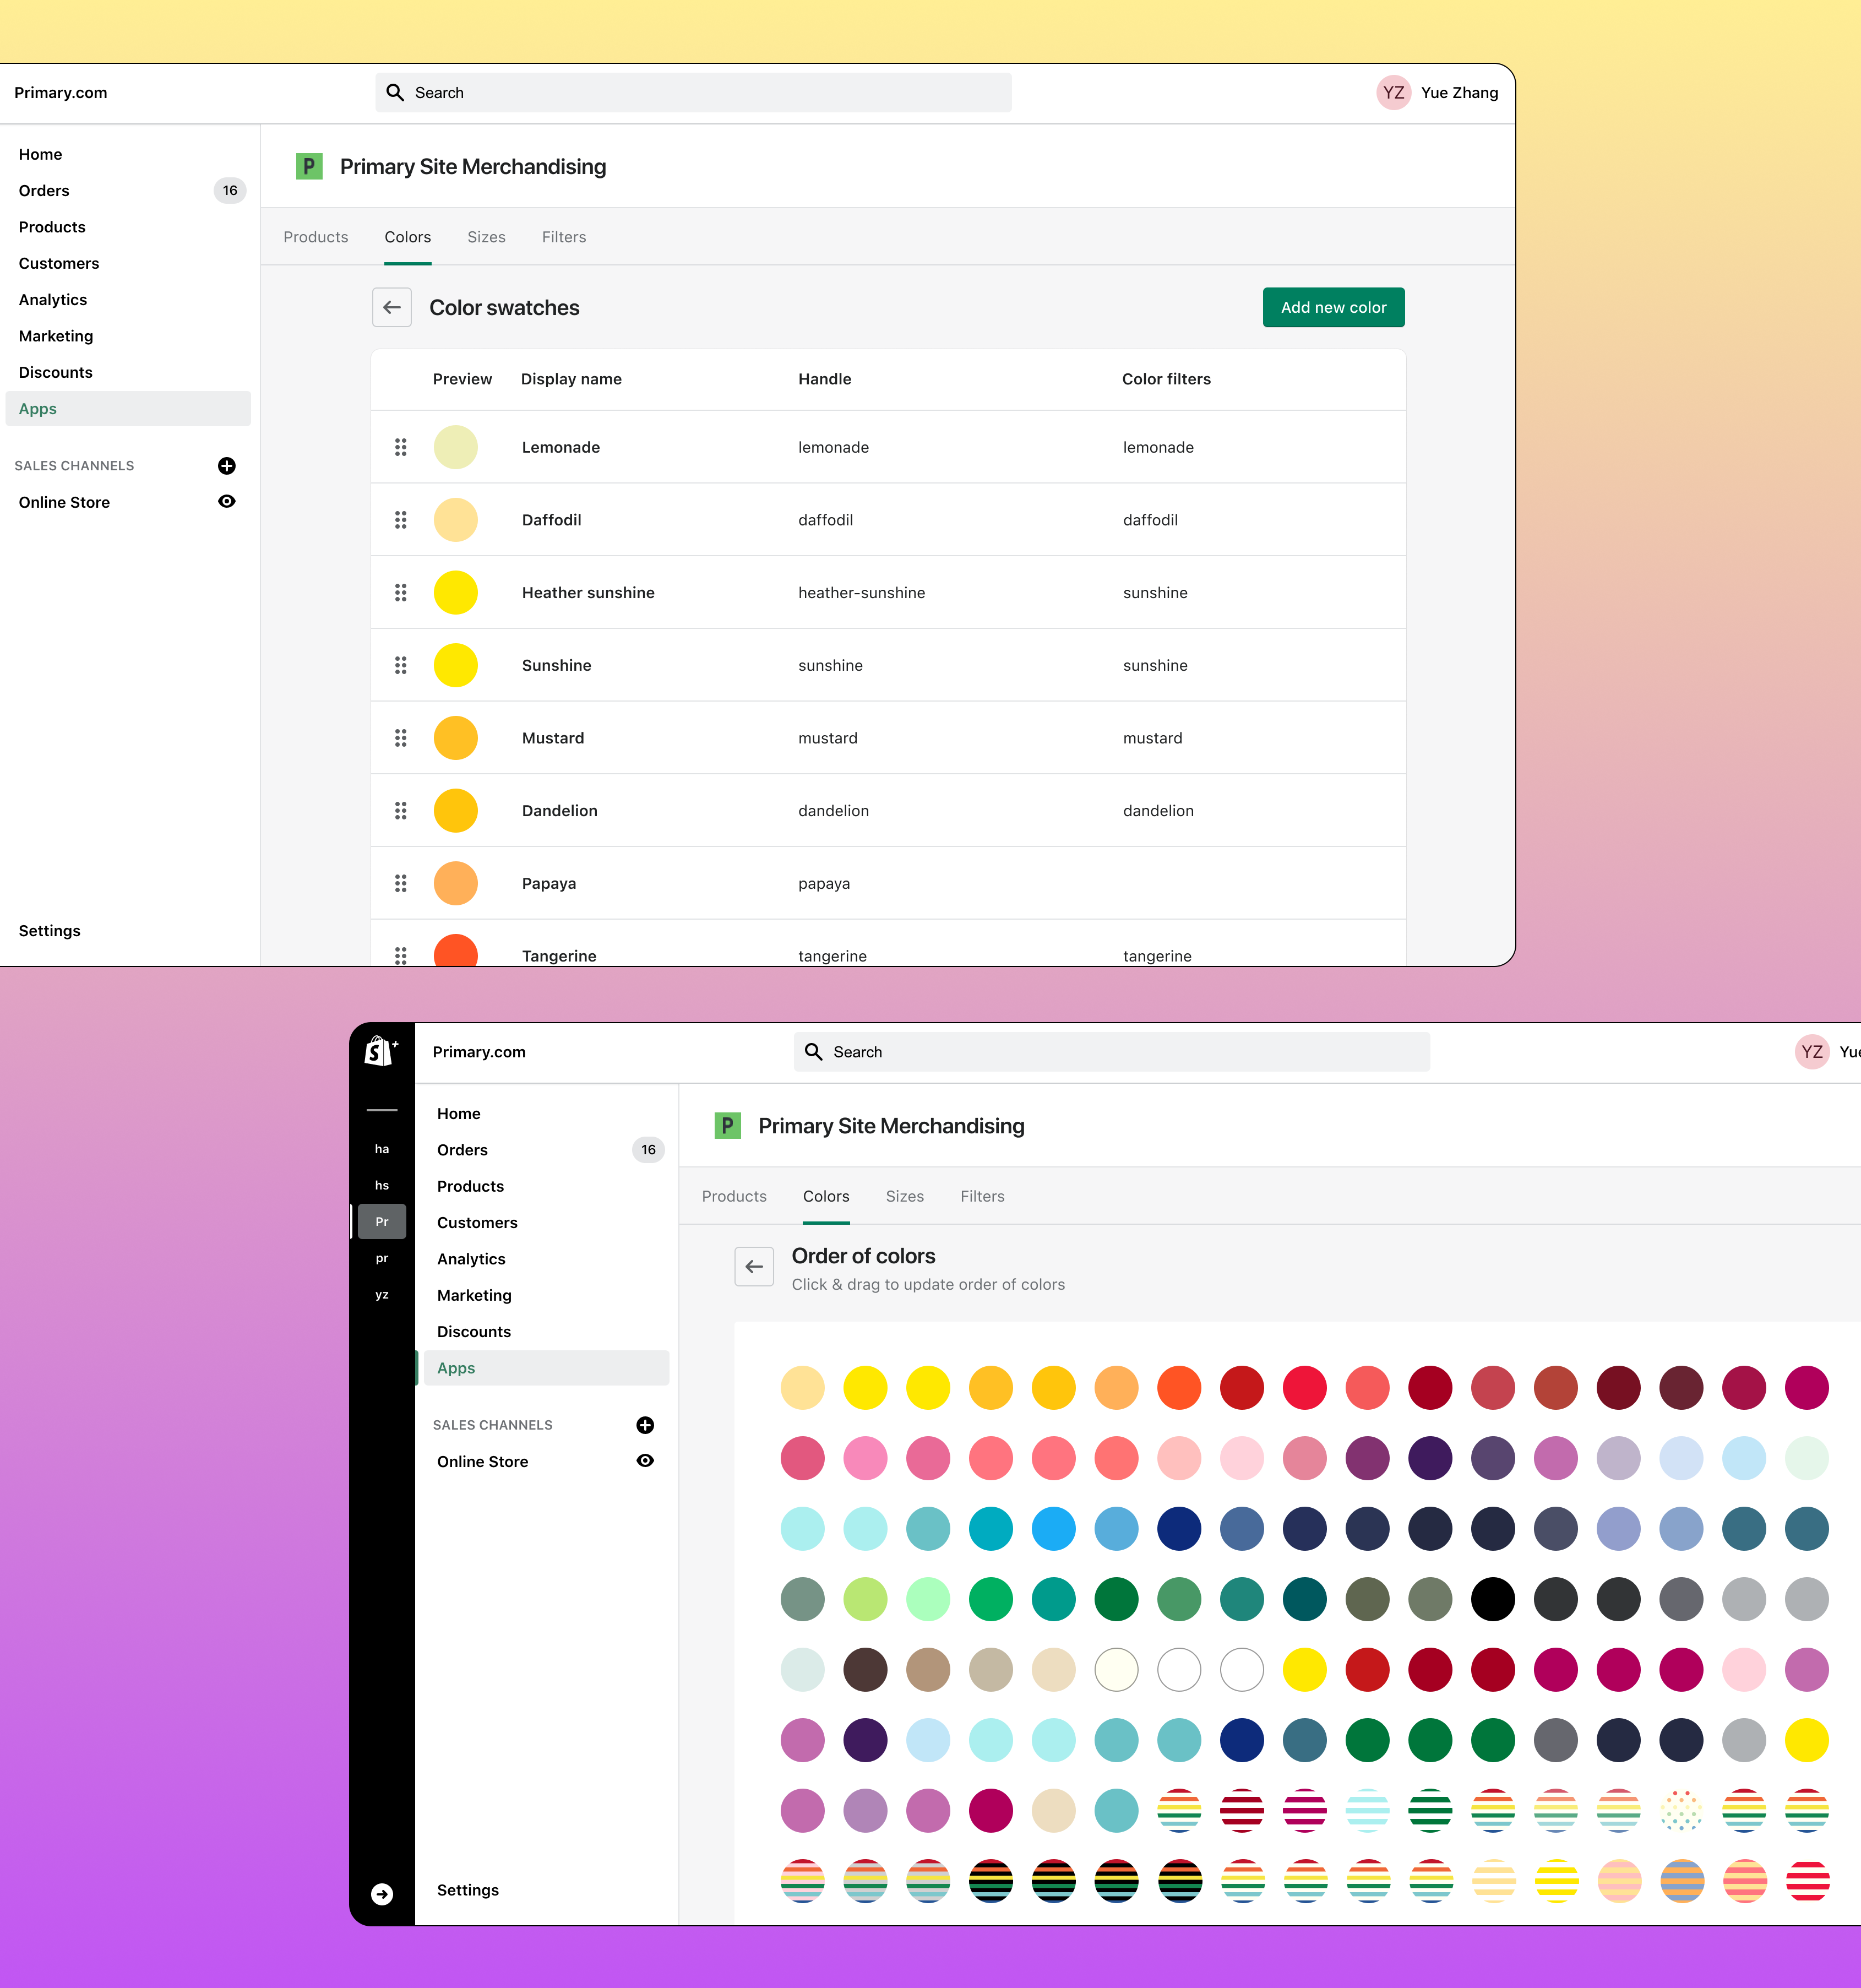 Primary.com
Search
YZ Yue Zhang
Home
Orders 16
Products
Customers
Analytics
Marketing
Discounts
Apps
SALES CHANNELS
Online Store
Settings
P Primary Site Merchandising
Products Colors Sizes Filters
Color swatches
Add new color
Preview Display name Handle Color filters
Lemonade lemonade lemonade
Daffodil daffodil daffodil
Heather sunshine heather-sunshine sunshine
Sunshine sunshine sunshine
Mustard mustard mustard
Dandelion dandelion dandelion
Papaya papaya
Tangerine tangerine tangerine
S+
ha
hs
Pr
pr
yz
Primary.com
Search
YZ Yue
Home
Orders 16
Products
Customers
Analytics
Marketing
Discounts
Apps
SALES CHANNELS
Online Store
Settings
P Primary Site Merchandising
Products Colors Sizes Filters
Order of colors
Click & drag to update order of colors